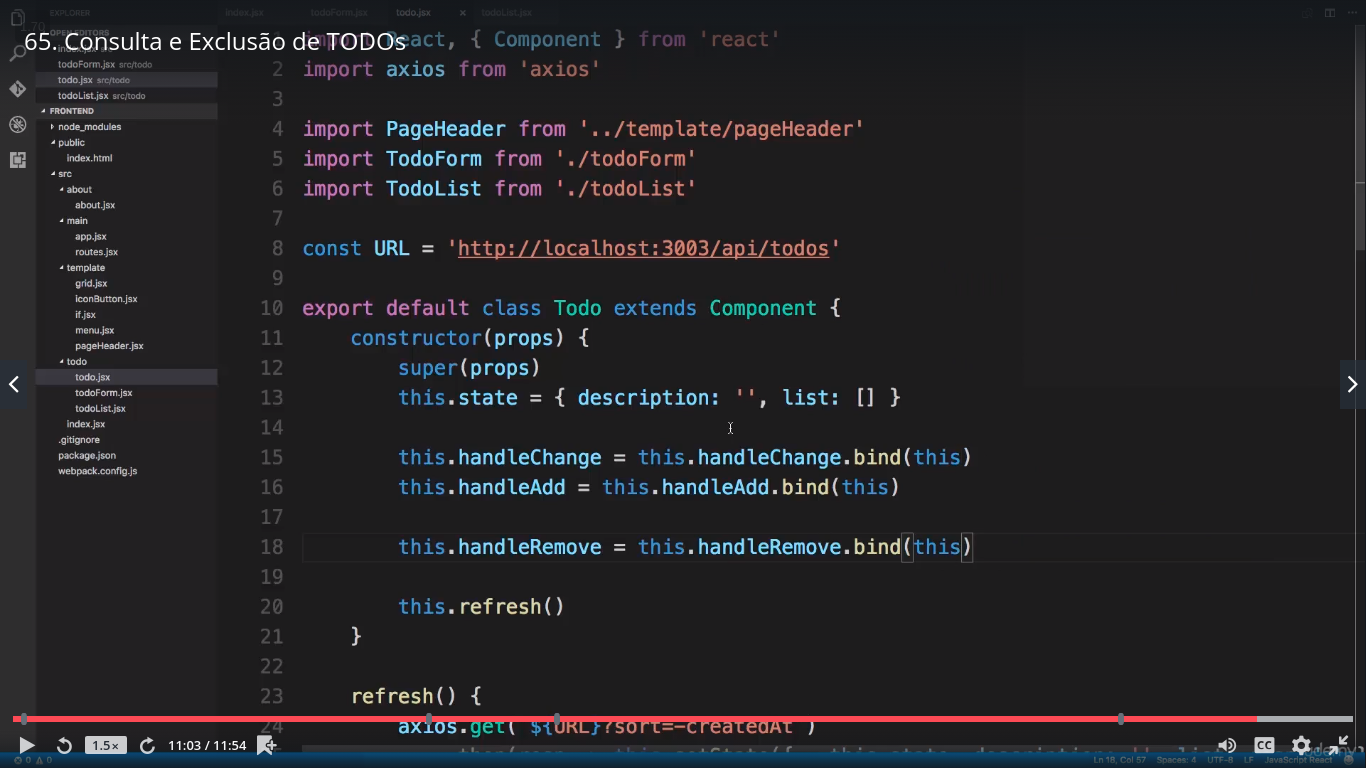 EXPLORER
index.jsx
todoForm.jsx
todo.jsx
todoList.jsx
65. Consulta e Exclusão de TODOs
OPEN EDITORS
index.jsx src
todoForm.jsx src/todo
todo.jsx src/todo
todoList.jsx src/todo
FRONTEND
node_modules
public
index.html
src
about
about.jsx
main
app.jsx
routes.jsx
template
grid.jsx
iconButton.jsx
if.jsx
menu.jsx
pageHeader.jsx
todo
todo.jsx
todoForm.jsx
todoList.jsx
index.jsx
.gitignore
package.json
webpack.config.js
import React, { Component } from 'react'
2 import axios from 'axios'
3
4 import PageHeader from '../template/pageHeader'
5 import TodoForm from './todoForm'
6 import TodoList from './todoList'
7
8 const URL = 'http://localhost:3003/api/todos'
9
10 export default class Todo extends Component {
11 constructor(props) {
12 super(props)
13 this.state = { description: '', list: [] }
14
15 this.handleChange = this.handleChange.bind(this)
16 this.handleAdd = this.handleAdd.bind(this)
17
18 this.handleRemove = this.handleRemove.bind(this)
19
20 this.refresh()
21 }
22
23 refresh() {
24 axios.get(`${URL}?sort=-createdAt`)
1.5×
11:03 / 11:54
CC
0 0
Ln 18, Col 57 Spaces: 4 UTF-8 LF JavaScript React